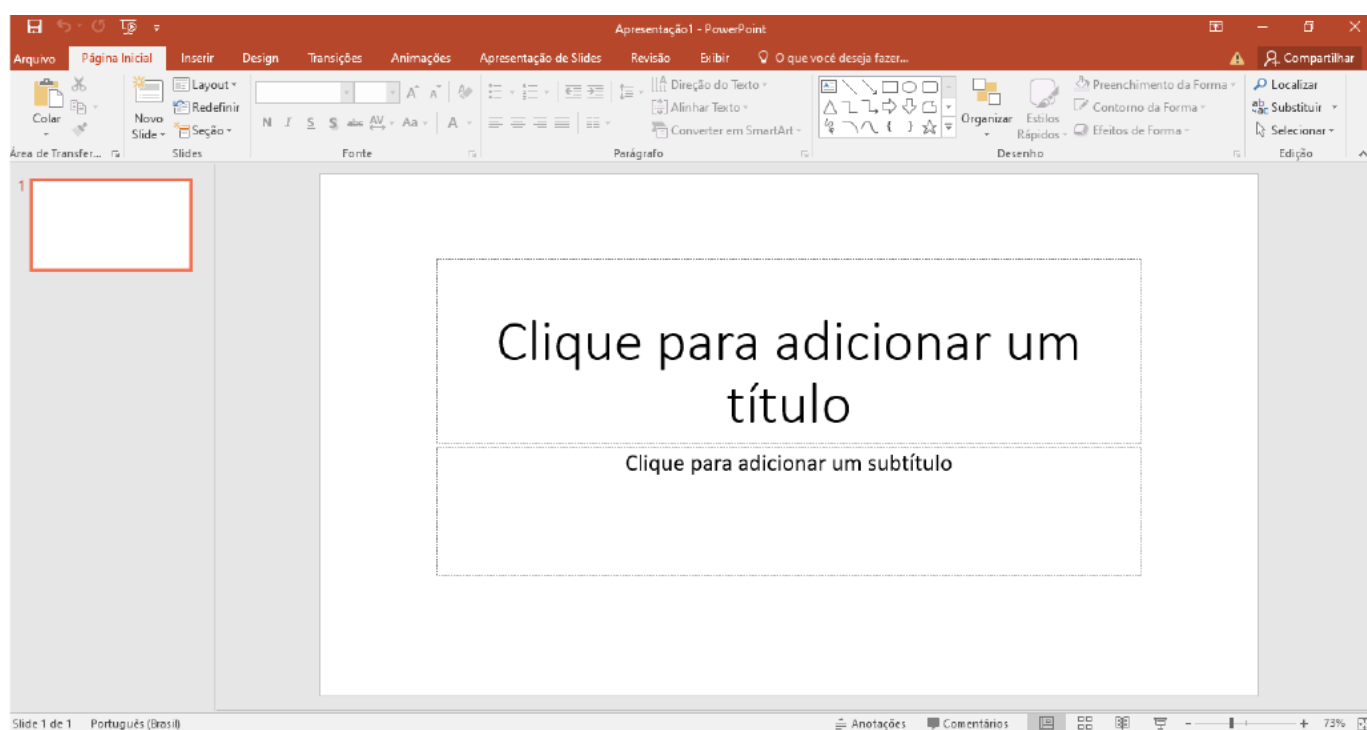 Apresentação1 - PowerPoint
Arquivo Página Inicial Inserir Design Transições Animações Apresentação de Slides Revisão Exibir O que você deseja fazer... Compartilhar
Colar
Novo Slide
Layout
Redefinir
Seção
N I S S abc AV Aa A
A A
Direção do Texto
Alinhar Texto
Converter em SmartArt
Organizar
Estilos Rápidos
Preenchimento da Forma
Contorno da Forma
Efeitos de Forma
Localizar
Substituir
Selecionar
Área de Transfer... Slides Fonte Parágrafo Desenho Edição
1
Clique para adicionar um
título
Clique para adicionar um subtítulo
Slide 1 de 1 Português (Brasil) Anotações Comentários 73%